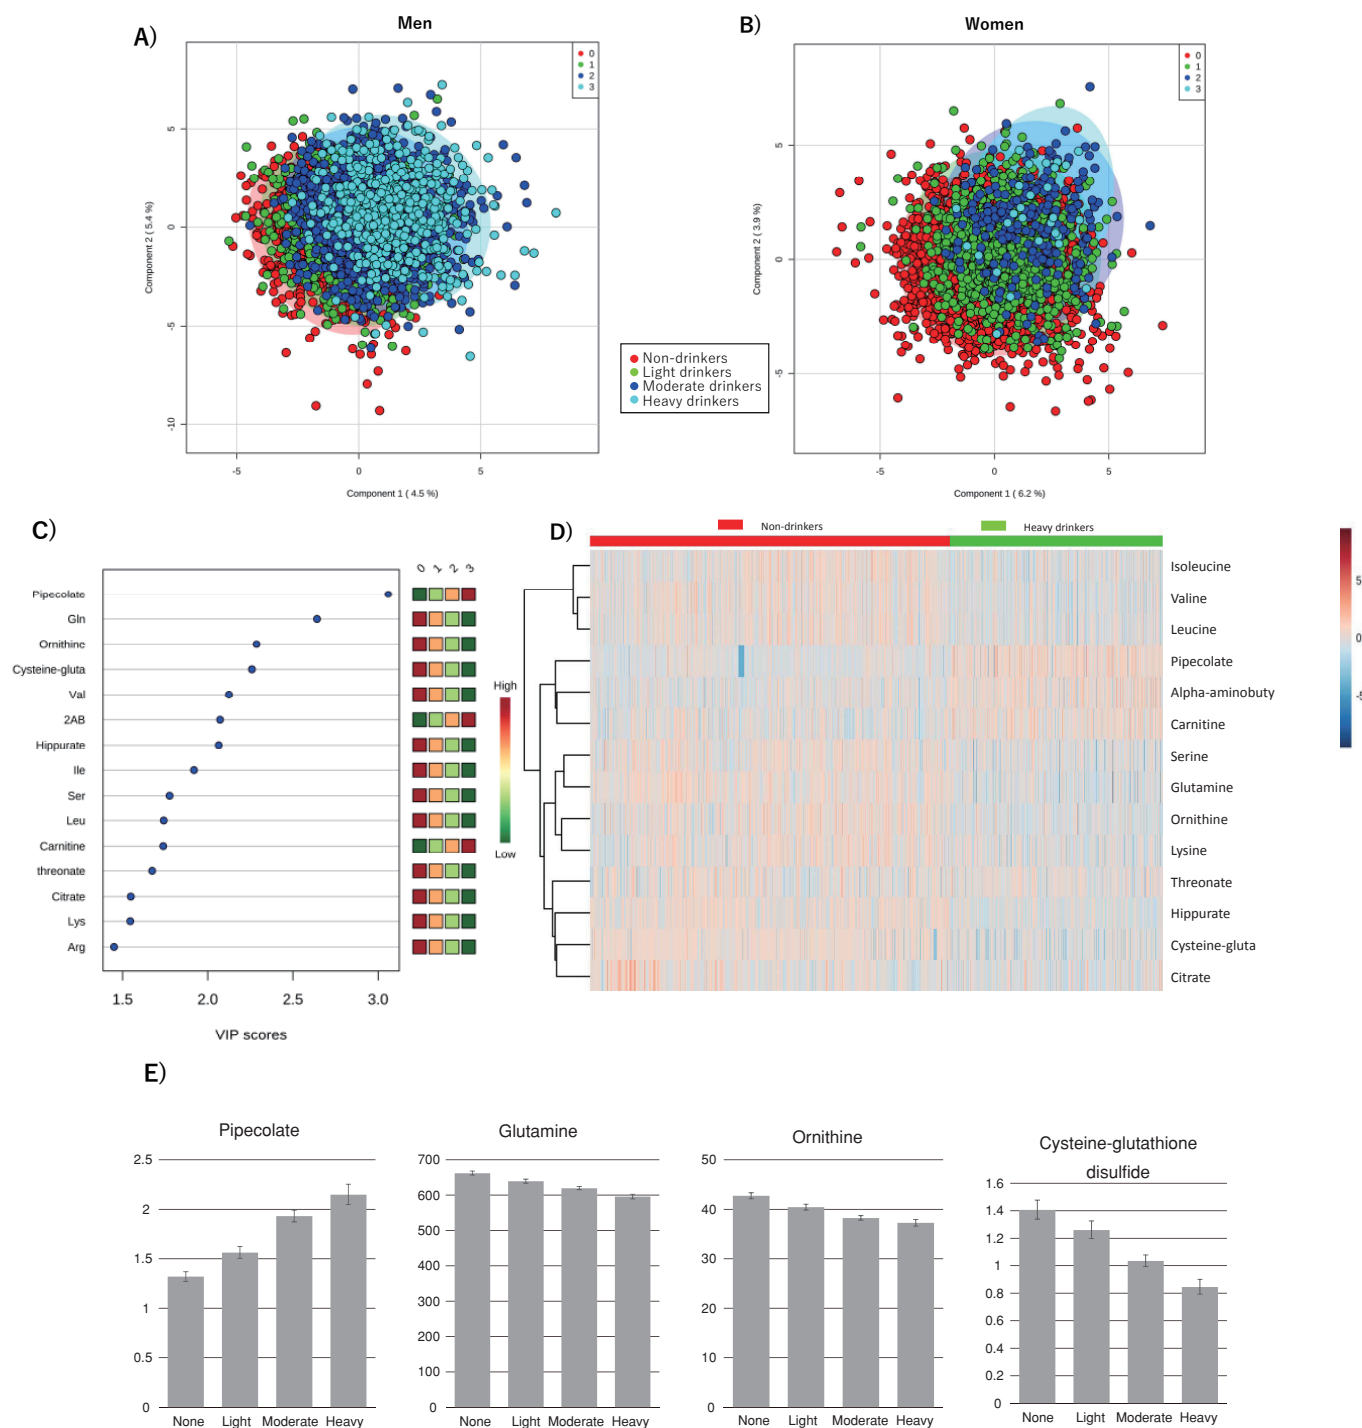 A)
Men
B)
Women
0
1
2
3
0
1
2
3
Component 2 ( 5.4 %)
5
0
-5
-10
-5
0
5
Component 1 ( 4.5 %)
Component 2 ( 3.9 %)
5
0
-5
-5
0
5
Component 1 ( 6.2 %)
Non-drinkers
Light drinkers
Moderate drinkers
Heavy drinkers
C)
0 1 2 3
Pipecolate
Gln
Ornithine
Cysteine-gluta
Val
2AB
Hippurate
Ile
Ser
Leu
Carnitine
threonate
Citrate
Lys
Arg
1.5 2.0 2.5 3.0
VIP scores
High
Low
D)
Non-drinkers
Heavy drinkers
Isoleucine
Valine
Leucine
Pipecolate
Alpha-aminobuty
Carnitine
Serine
Glutamine
Ornithine
Lysine
Threonate
Hippurate
Cysteine-gluta
Citrate
5
0
-5
E)
Pipecolate
2.5
2
1.5
1
0.5
0
None Light Moderate Heavy
Glutamine
700
600
500
400
300
200
100
0
None Light Moderate Heavy
Ornithine
50
40
30
20
10
0
None Light Moderate Heavy
Cysteine-glutathione
disulfide
1.6
1.4
1.2
1
0.8
0.6
0.4
0.2
0
None Light Moderate Heavy